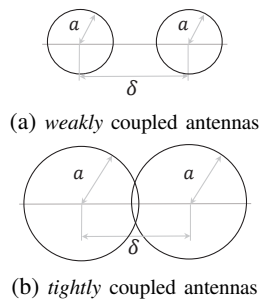 a a
δ
(a) weakly coupled antennas
a a
δ
(b) tightly coupled antennas